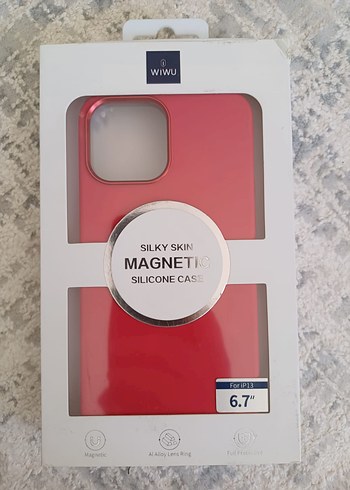 WIWU
SILKY SKIN
MAGNETIC
SILICONE CASE
For iP13
6.7"
Magnetic
Al Alloy Lens Ring